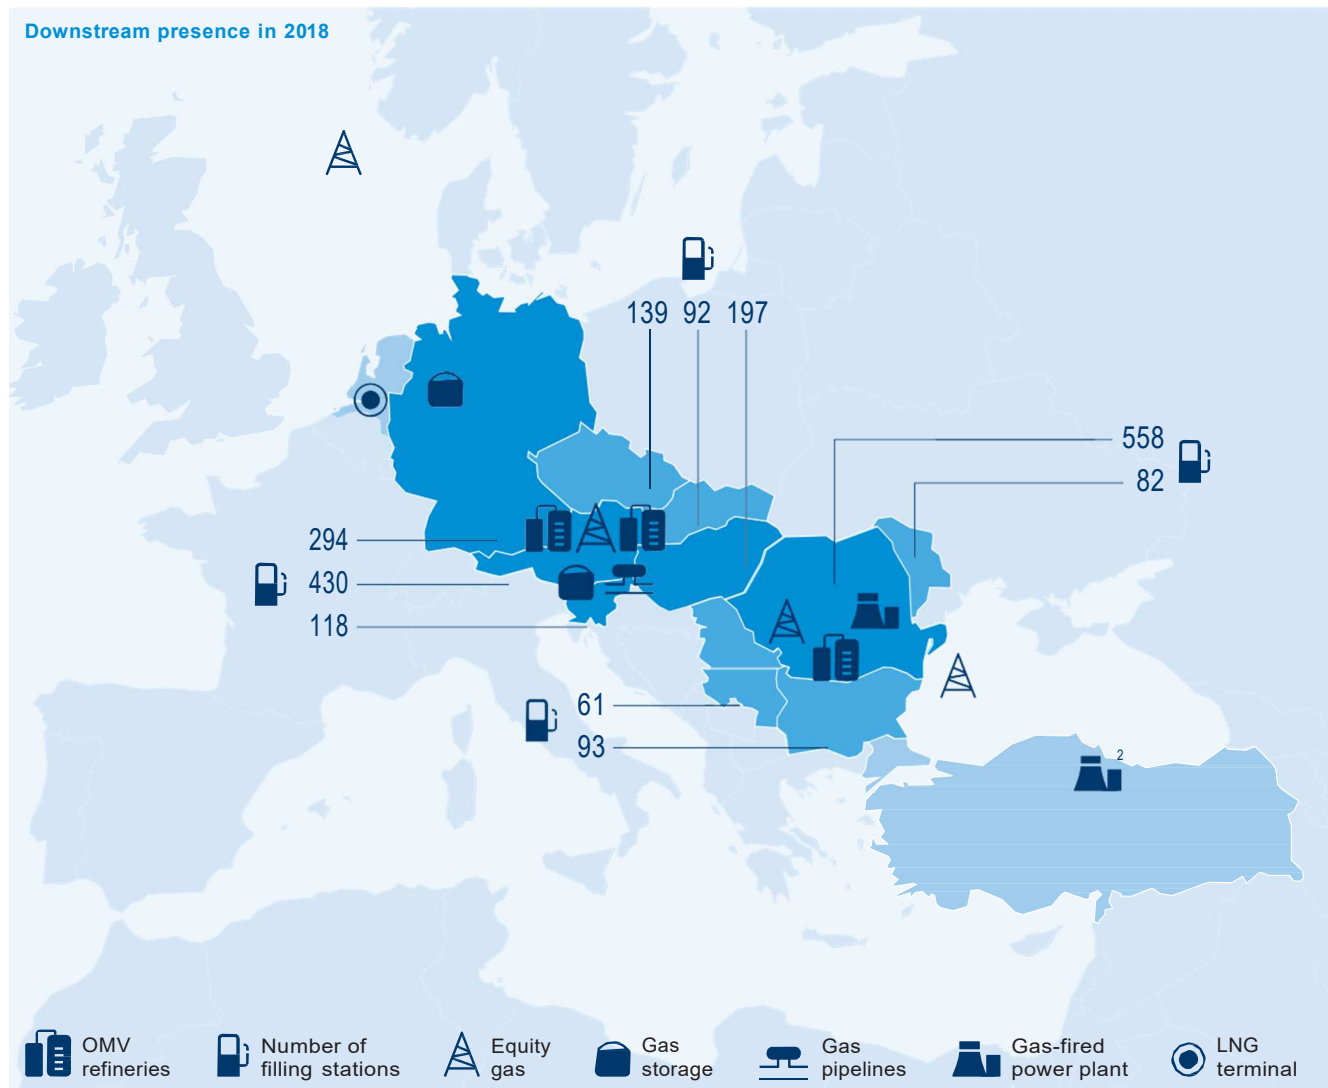 Downstream presence in 2018
139 92 197
558
82
294
430
118
61
93
2
OMV
refineries
Number of
filling stations
Equity
gas
Gas
storage
Gas
pipelines
Gas-fired
power plant
LNG
terminal